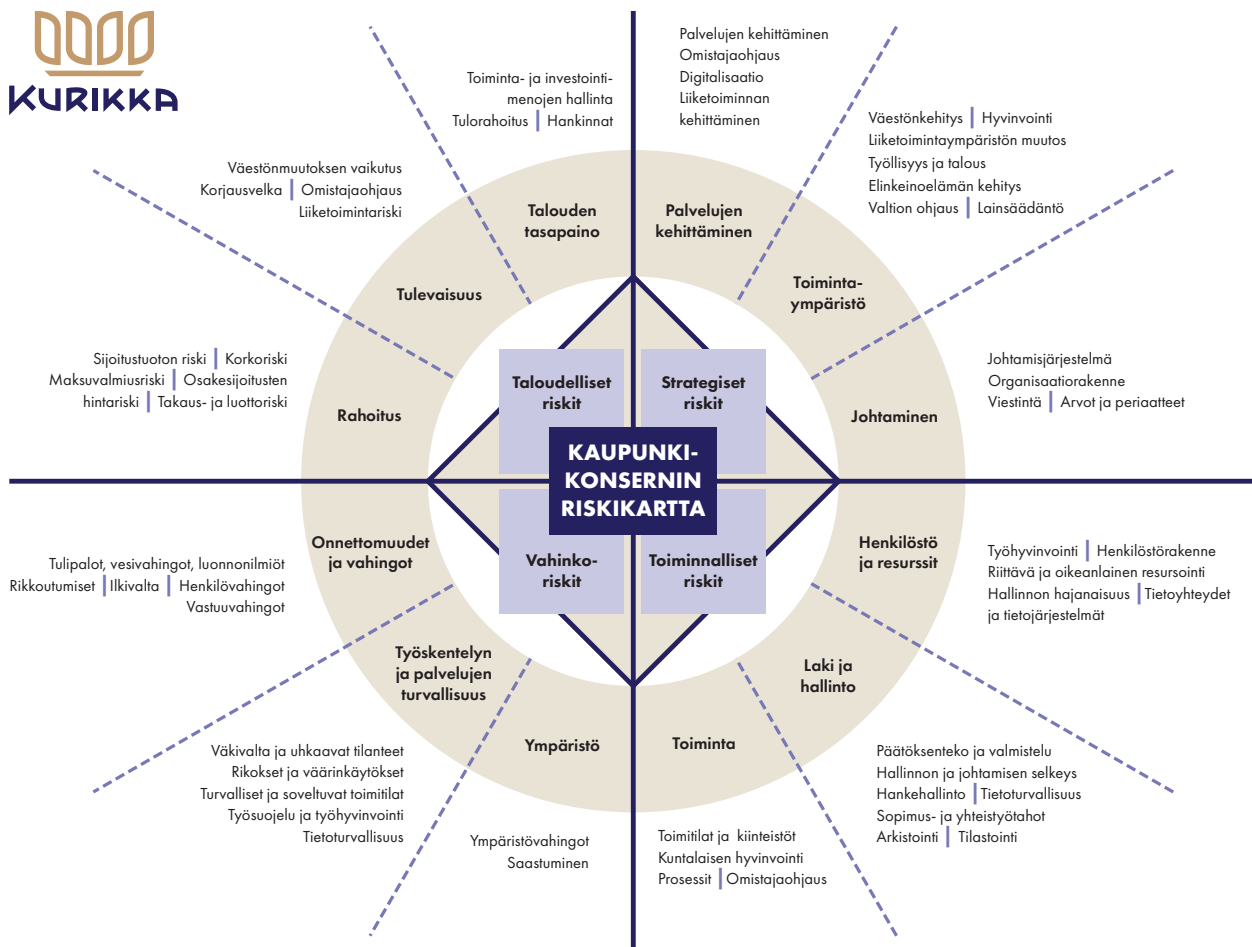 KURIKKA
Toiminta- ja investointi-
menojen hallinta
Tulorahoitus | Hankinnat
Palvelujen kehittäminen
Omistajaohjaus
Digitalisaatio
Liiketoiminnan
kehittäminen
Väestönkehitys | Hyvinvointi
Liiketoimintaympäristön muutos
Työllisyys ja talous
Elinkeinoelämän kehitys
Valtion ohjaus | Lainsäädäntö
Väestönmuutoksen vaikutus
Korjausvelka | Omistajaohjaus
Liiketoimintariski
Talouden
tasapaino
Palvelujen
kehittäminen
Tulevaisuus
Toiminta-
ympäristö
Sijoitustuoton riski | Korkoriski
Maksuvalmiusriski | Osakesijoitusten
hintariski | Takaus- ja luottoriski
Rahoitus
Taloudelliset
riskit
Strategiset
riskit
Johtaminen
Johtamisjärjestelmä
Organisaatiorakenne
Viestintä | Arvot ja periaatteet
KAUPUNKI-
KONSERNIN
RISKIKARTTA
Tulipalot, vesivahingot, luonnonilmiöt
Rikkoutumiset | Ilkivalta | Henkilövahingot
Vastuuvahingot
Onnettomuudet
ja vahingot
Vahinko-
riskit
Toiminnalliset
riskit
Henkilöstö
ja resurssit
Työhyvinvointi | Henkilöstörakenne
Riittävä ja oikeanlainen resursointi
Hallinnon hajanaisuus | Tietoyhteydet
ja tietojärjestelmät
Työskentelyn
ja palvelujen
turvallisuus
Laki ja
hallinto
Ympäristö
Toiminta
Väkivalta ja uhkaavat tilanteet
Rikokset ja väärinkäytökset
Turvalliset ja soveltuvat toimitilat
Työsuojelu ja työhyvinvointi
Tietoturvallisuus
Ympäristövahingot
Saastuminen
Toimitilat ja kiinteistöt
Kuntalaisen hyvinvointi
Prosessit | Omistajaohjaus
Päätöksenteko ja valmistelu
Hallinnon ja johtamisen selkeys
Hankehallinto | Tietoturvallisuus
Sopimus- ja yhteistyötahot
Arkistointi | Tilastointi